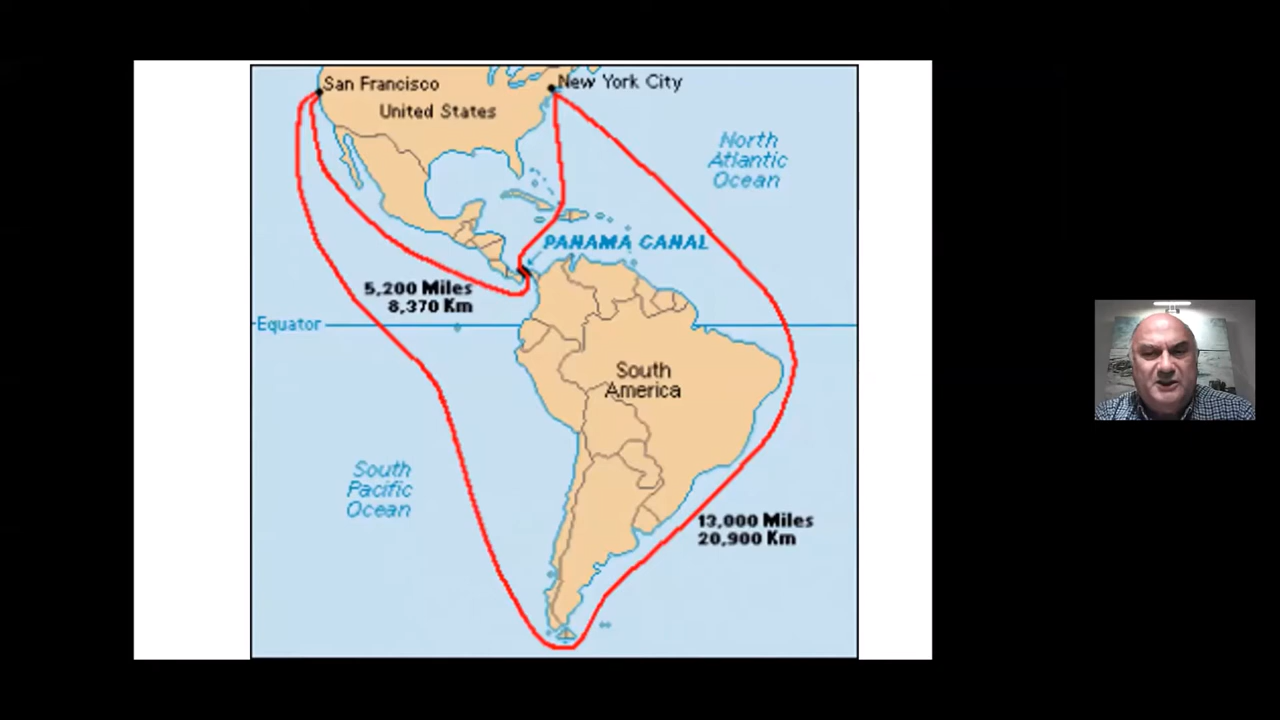 San Francisco
New York City
United States
North
Atlantic
Ocean
PANAMA CANAL
5,200 Miles
8,370 Km
Equator
South
America
South
Pacific
Ocean
13,000 Miles
20,900 Km